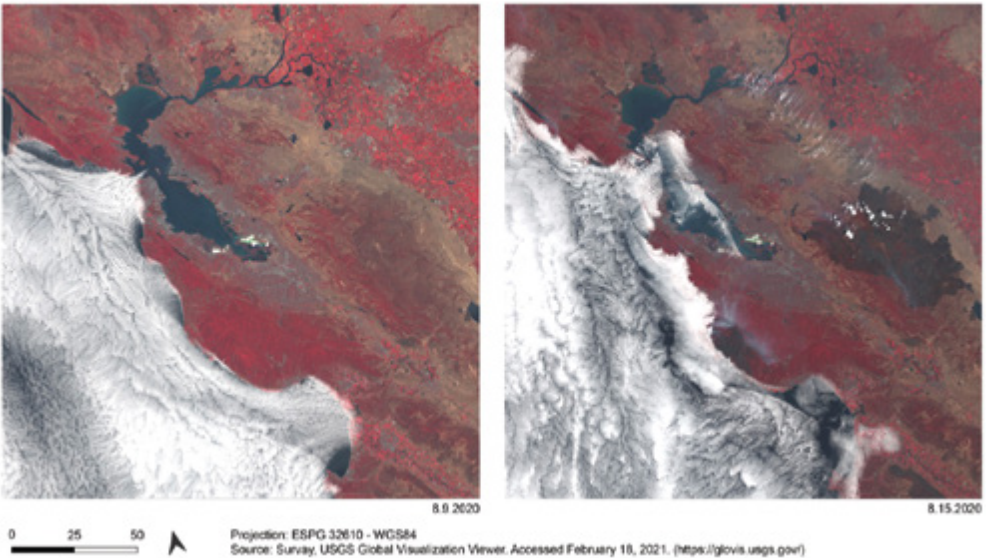 8.9.2020
8.15.2020
0 25 50
Projection: ESPG 32610 - WGS84
Source: Survay, USGS Global Visualization Viewer. Accessed February 18, 2021. (https://glovis.usgs.gov/)